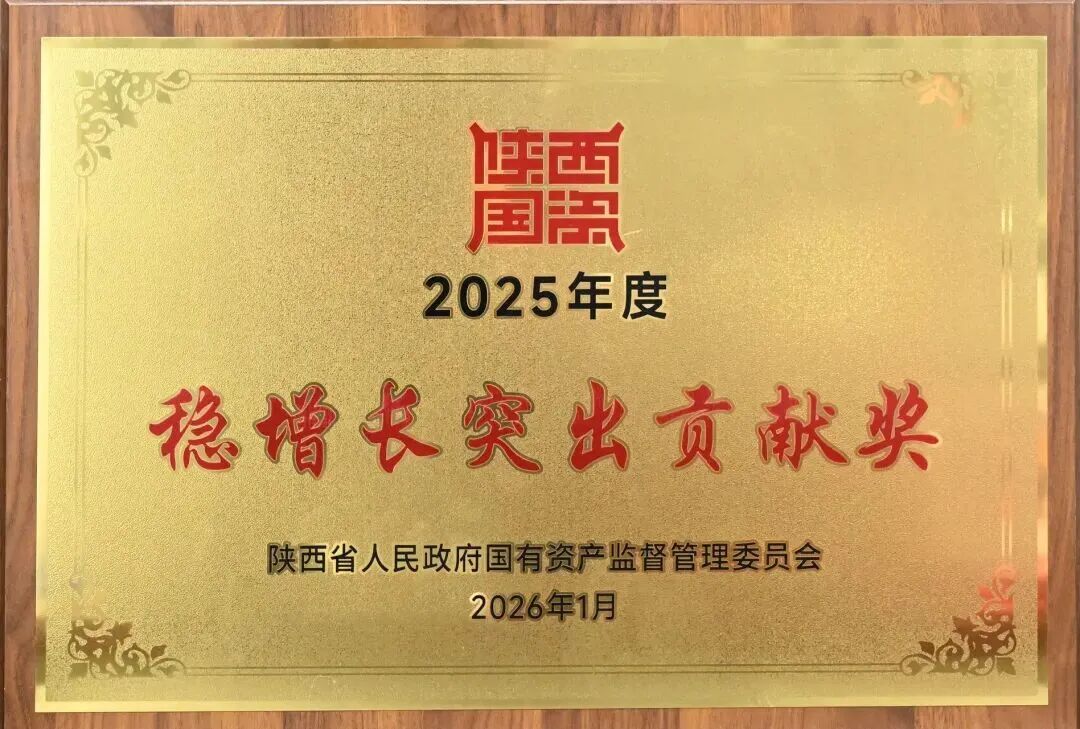 陕西
国资
2025年度
稳增长突出贡献奖
陕西省人民政府国有资产监督管理委员会
2026年1月